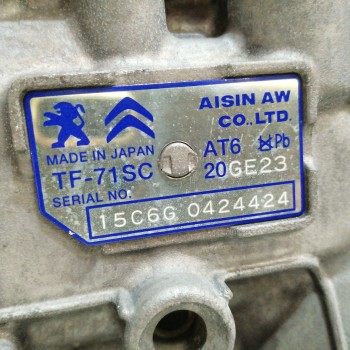 AISIN AW
CO.,LTD.
MADE IN JAPAN
AT6 Pb
TF-71SC
20GE23
SERIAL NO.
15C6G 0424424